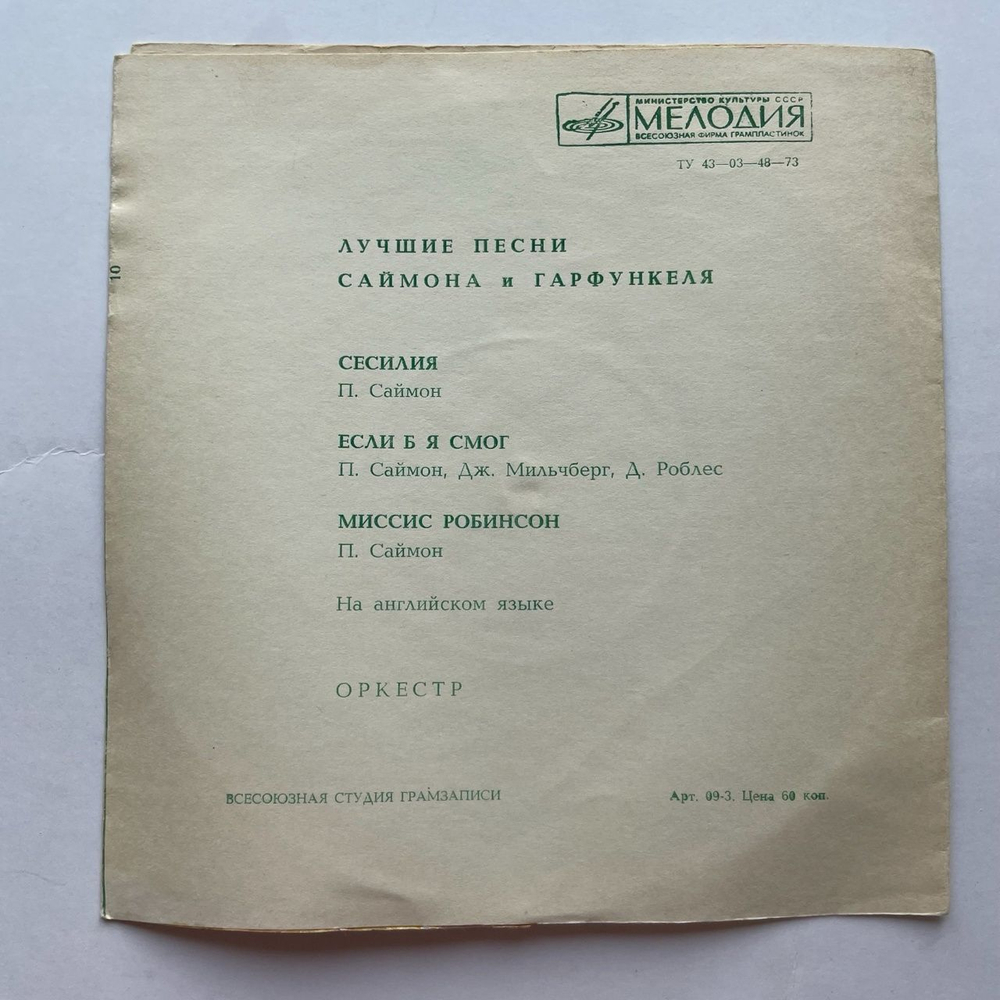 МИНИСТЕРСТВО КУЛЬТУРЫ СССР
МЕЛОДИЯ
ВСЕСОЮЗНАЯ ФИРМА ГРАМПЛАСТИНОК
ТУ 43—03—48—73
ЛУЧШИЕ ПЕСНИ
САЙМОНА и ГАРФУНКЕЛЯ
10
СЕСИЛИЯ
П. Саймон
ЕСЛИ Б Я СМОГ
П. Саймон, Дж. Мильчберг, Д. Роблес
МИССИС РОБИНСОН
П. Саймон
На английском языке
ОРКЕСТР
ВСЕСОЮЗНАЯ СТУДИЯ ГРАМЗАПИСИ
Арт. 09-3. Цена 60 коп.